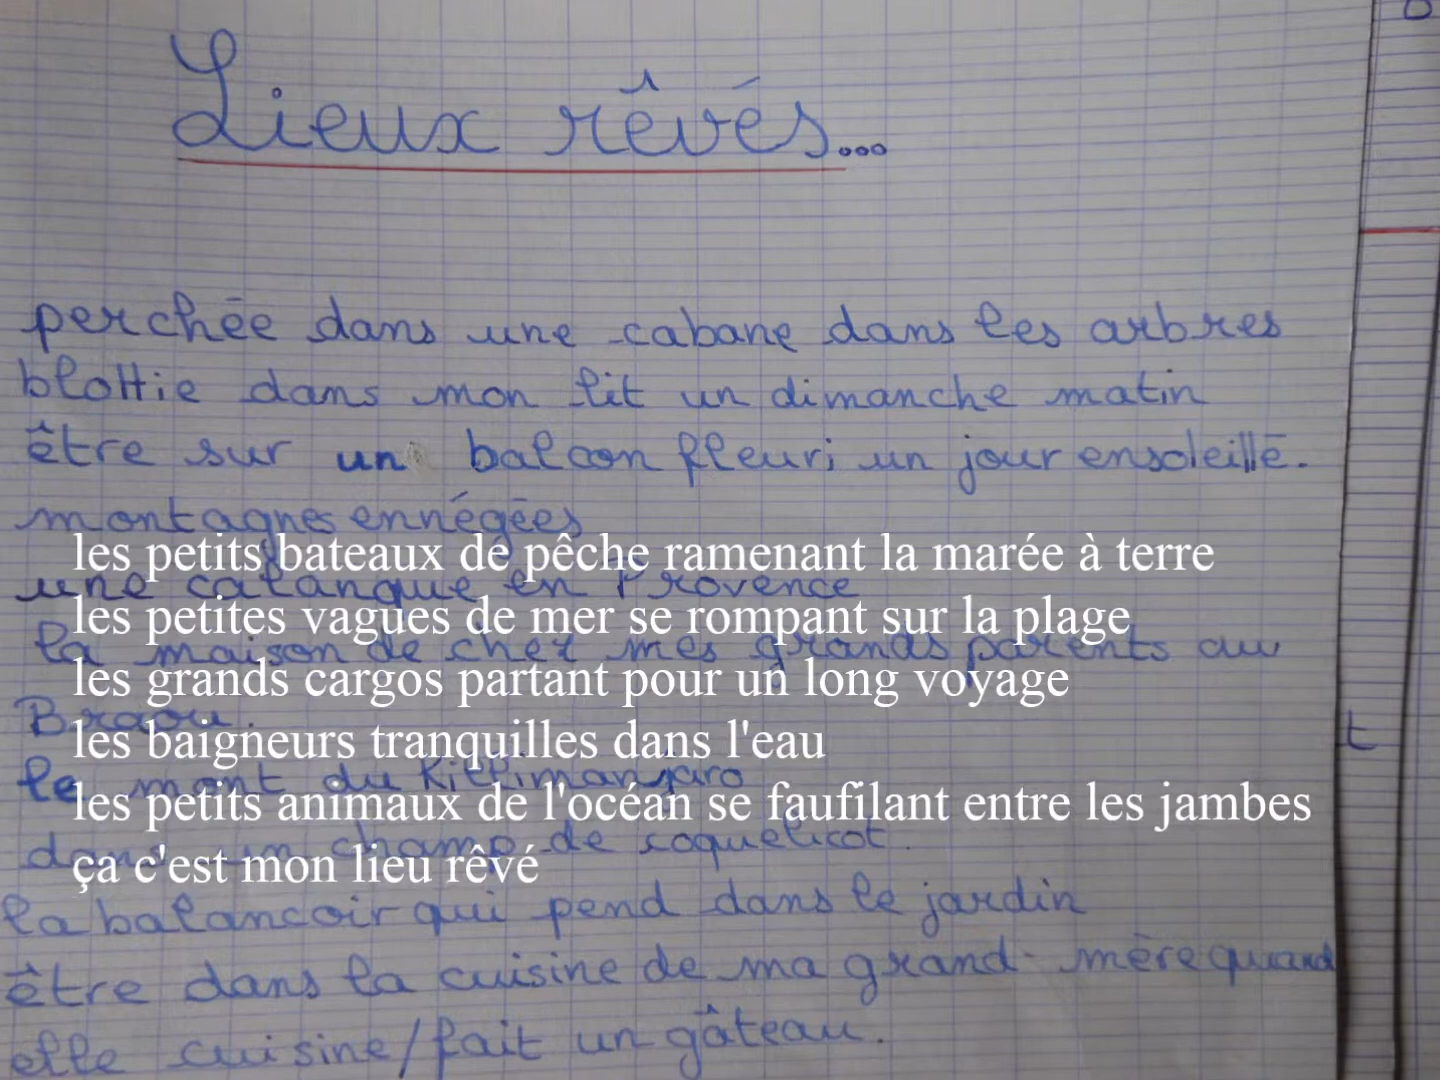 Lieux rêvés...
perchée dans une cabane dans les arbres
blottie dans mon lit un dimanche matin
être sur un balcon fleuri un jour ensoleillé.
montagnes ennégées
les petits bateaux de pêche ramenant la marée à terre
une calanque en Provence
les petites vagues de mer se rompant sur la plage
la maison de chez mes grands parents au
les grands cargos partant pour un long voyage
les baigneurs tranquilles dans l'eau
le mont du Killimanjaro
les petits animaux de l'océan se faufilant entre les jambes
dans un champ de coquelicot.
ça c'est mon lieu rêvé
la balancoir qui pend dans le jardin
être dans la cuisine de ma grand-mère quand
elle cuisine/fait un gâteau.
t